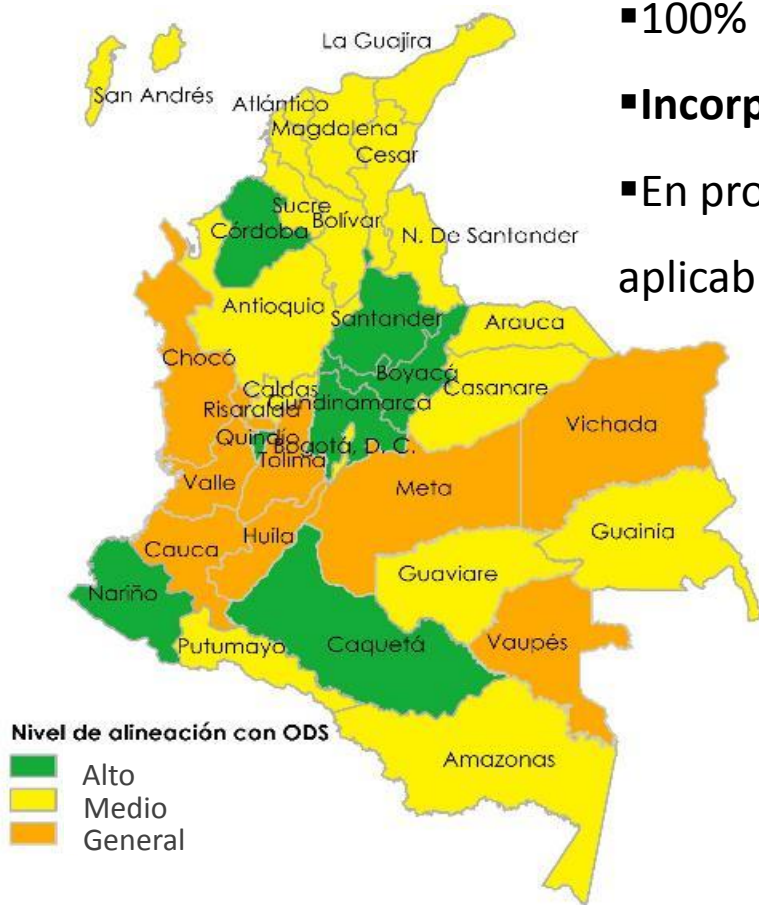 ▪100%
La Guajira
San Andrés
Atlántico
▪Incorp
Magdalena
Cesar
▪En pro
Sucre
Bolívar
Córdoba
N. De Santander
aplicab
Antioquia
Santander
Arauca
Chocó
Boyacá
Caldas
Casanare
Cundinamarca
Risaralda
Vichada
Quindío
Bogotá, D. C.
Tolima
Valle
Meta
Huila
Guainia
Cauca
Guaviare
Nariño
Putumayo
Caquetá
Vaupés
Nivel de alineación con ODS
Alto
Medio
General
Amazonas